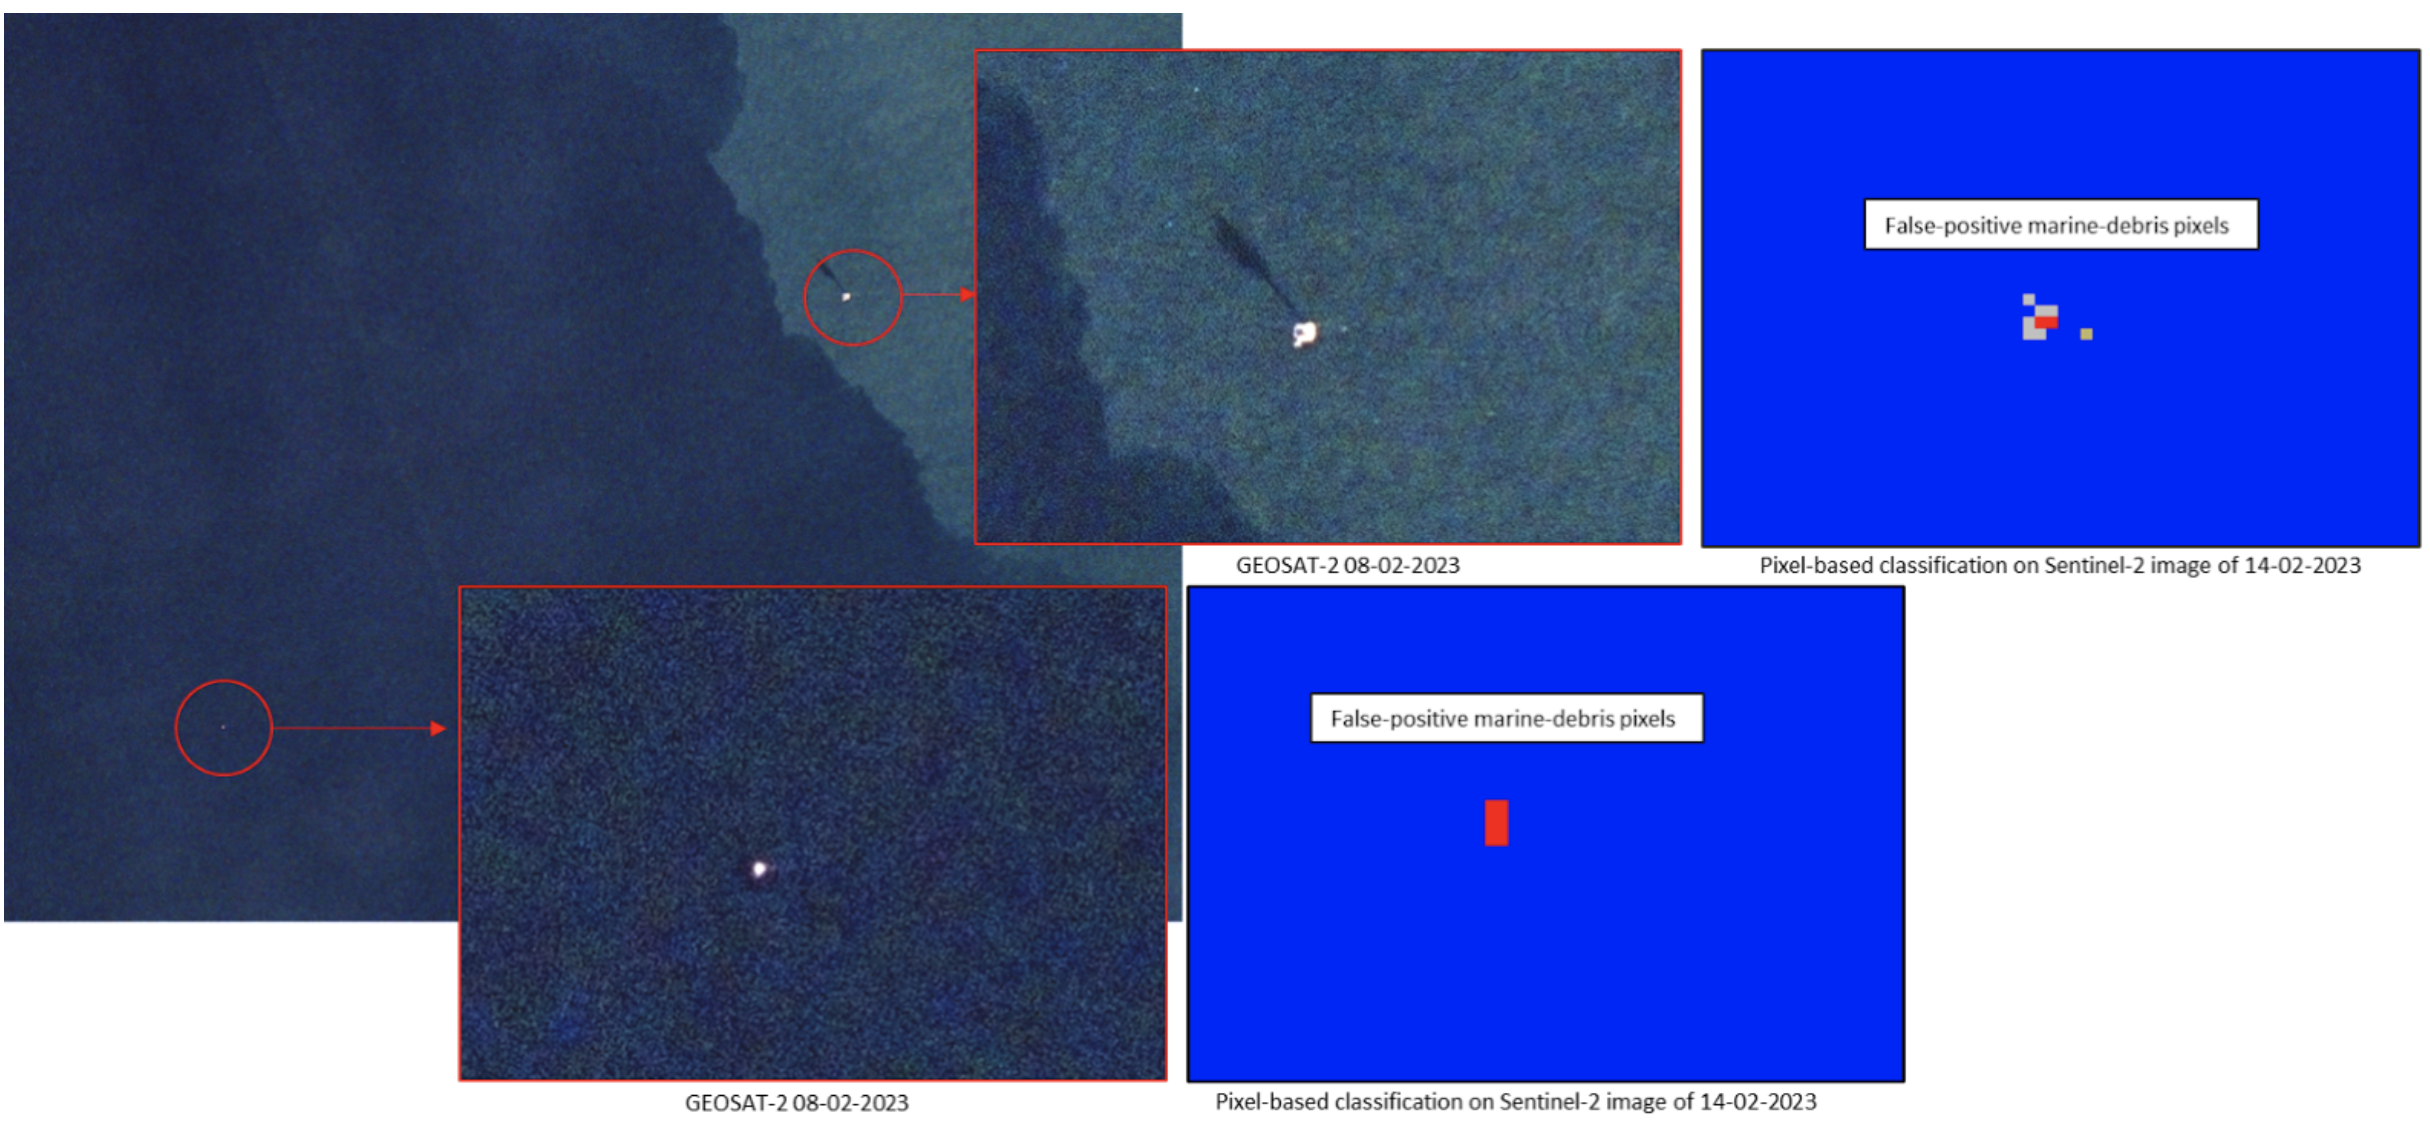 False-positive marine-debris pixels
GEOSAT-2 08-02-2023
Pixel-based classification on Sentinel-2 image of 14-02-2023
False-positive marine-debris pixels
GEOSAT-2 08-02-2023
Pixel-based classification on Sentinel-2 image of 14-02-2023